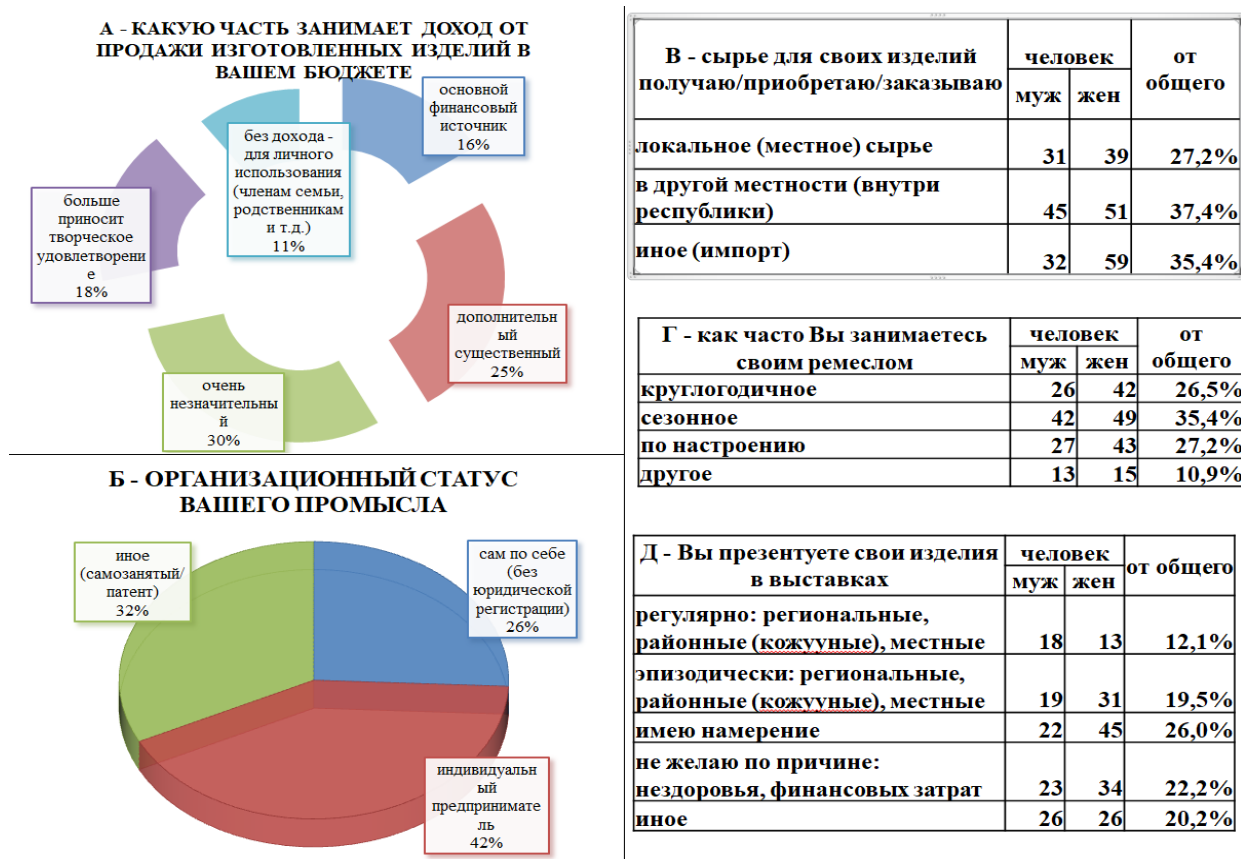 А - КАКУЮ ЧАСТЬ ЗАНИМАЕТ ДОХОД ОТ
ПРОДАЖИ ИЗГОТОВЛЕННЫХ ИЗДЕЛИЙ В
ВАШЕМ БЮДЖЕТЕ
основной
финансовый
источник
16%
без дохода -
для личного
использования
(членам семьи,
родственникам
и т.д.)
11%
больше
приносит
творческое
удовлетворени
е
18%
дополнительн
ый
существенный
25%
очень
незначительны
й
30%
Б - ОРГАНИЗАЦИОННЫЙ СТАТУС
ВАШЕГО ПРОМЫСЛА
иное
(самозанятый/
патент)
32%
сам по себе
(без
юридической
регистрации)
26%
индивидуальн
ый
предпринимате
ль
42%
В - сырье для своих изделий
получаю/приобретаю/заказываю
человек
муж жен
от
общего
локальное (местное) сырье 31 39 27,2%
в другой местности (внутри
республики) 45 51 37,4%
иное (импорт) 32 59 35,4%
Г - как часто Вы занимаетесь
своим ремеслом
человек
муж жен
от
общего
круглогодичное 26 42 26,5%
сезонное 42 49 35,4%
по настроению 27 43 27,2%
другое 13 15 10,9%
Д - Вы презентуете свои изделия
в выставках
человек
муж жен
от общего
регулярно: региональные,
районные (кожууные), местные 18 13 12,1%
эпизодически: региональные,
районные (кожууные), местные 19 31 19,5%
имею намерение 22 45 26,0%
не желаю по причине:
нездоровья, финансовых затрат 23 34 22,2%
иное 26 26 20,2%